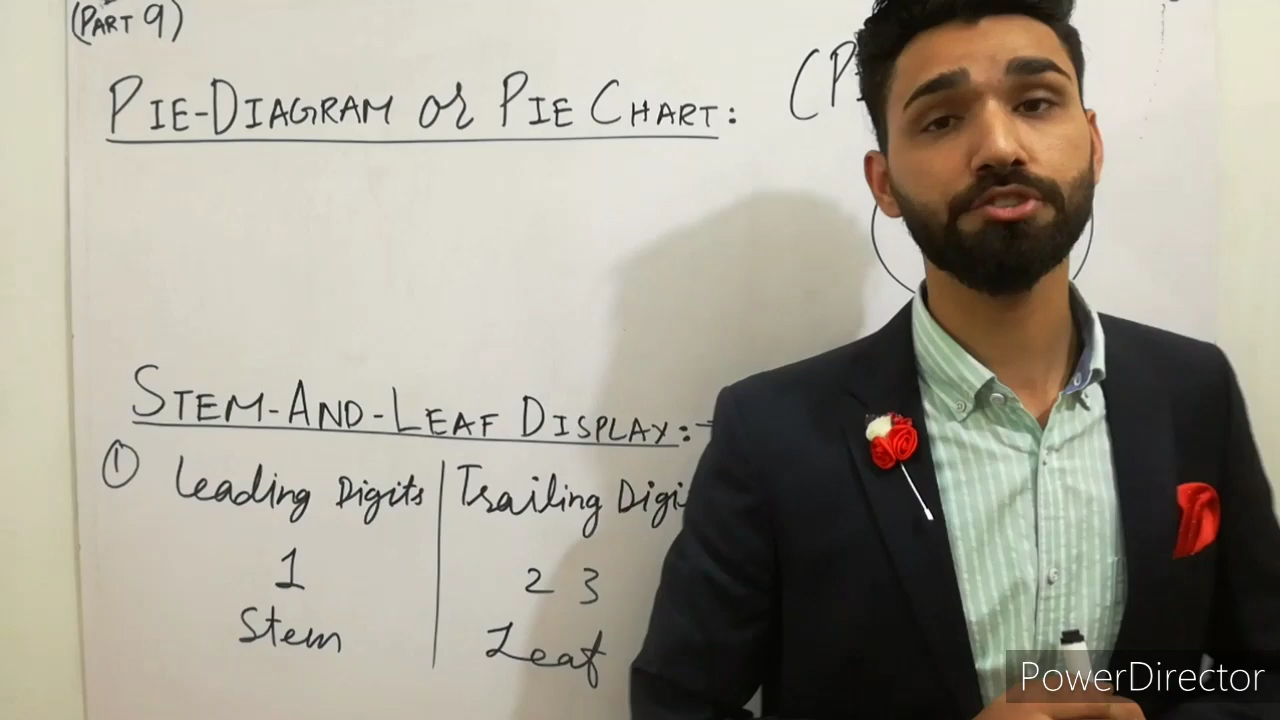 (PART 9)
PIE-DIAGRAM or PIE CHART: (P
STEM-AND-LEAF DISPLAY:-
① Leading Digits | Trailing Digi
1 | 2 3
Stem | Leaf
PowerDirector